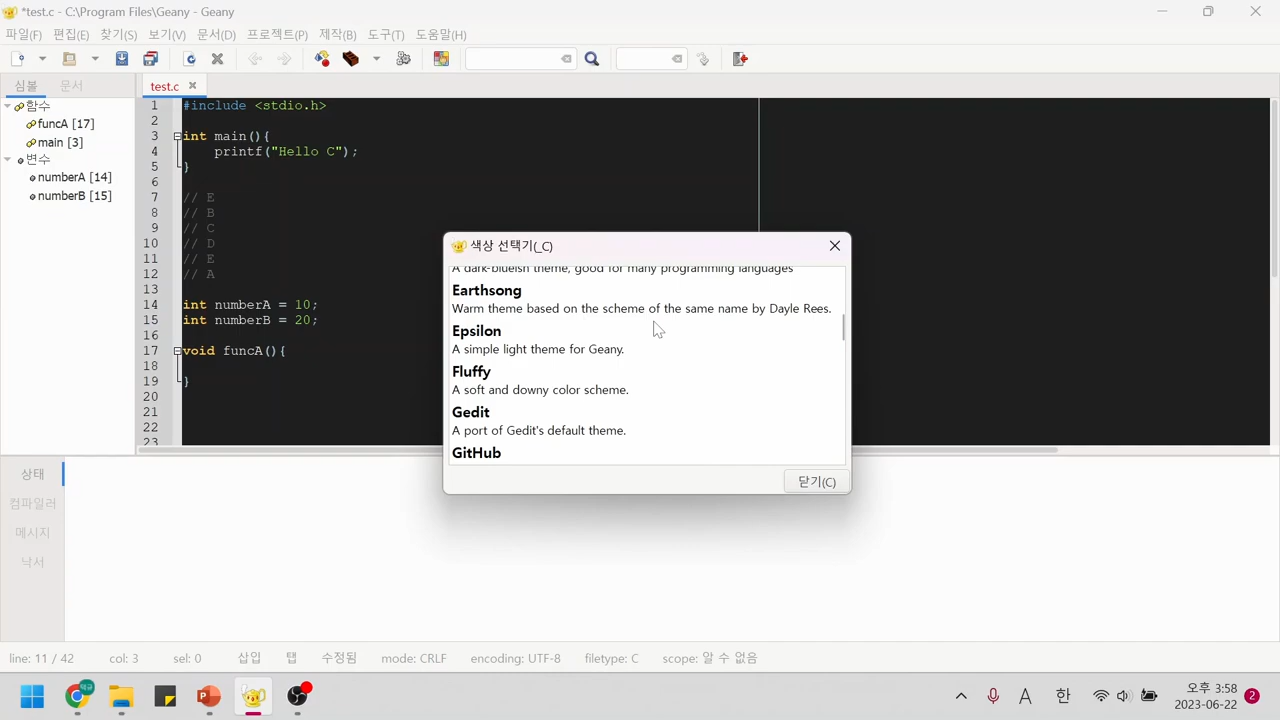 *test.c - C:\Program Files\Geany - Geany
파일(F) 편집(E) 찾기(S) 보기(V) 문서(D) 프로젝트(P) 제작(B) 도구(T) 도움말(H)
심볼 문서
test.c
함수
funcA [17]
main [3]
변수
numberA [14]
numberB [15]
1 #include <stdio.h>
2
3 int main(){
4 printf("Hello C");
5 }
6
7 // E
8 // B
9 // C
10 // D
11 // E
12 // A
13
14 int numberA = 10;
15 int numberB = 20;
16
17 void funcA(){
18
19 }
20
21
22
23
색상 선택기(_C)
A dark-blueish theme, good for many programming languages
Earthsong
Warm theme based on the scheme of the same name by Dayle Rees.
Epsilon
A simple light theme for Geany.
Fluffy
A soft and downy color scheme.
Gedit
A port of Gedit's default theme.
GitHub
닫기(C)
상태
컴파일러
메시지
낙서
line: 11 / 42 col: 3 sel: 0 삽입 탭 수정됨 mode: CRLF encoding: UTF-8 filetype: C scope: 알 수 없음
A 한 오후 3:58
2023-06-22 2